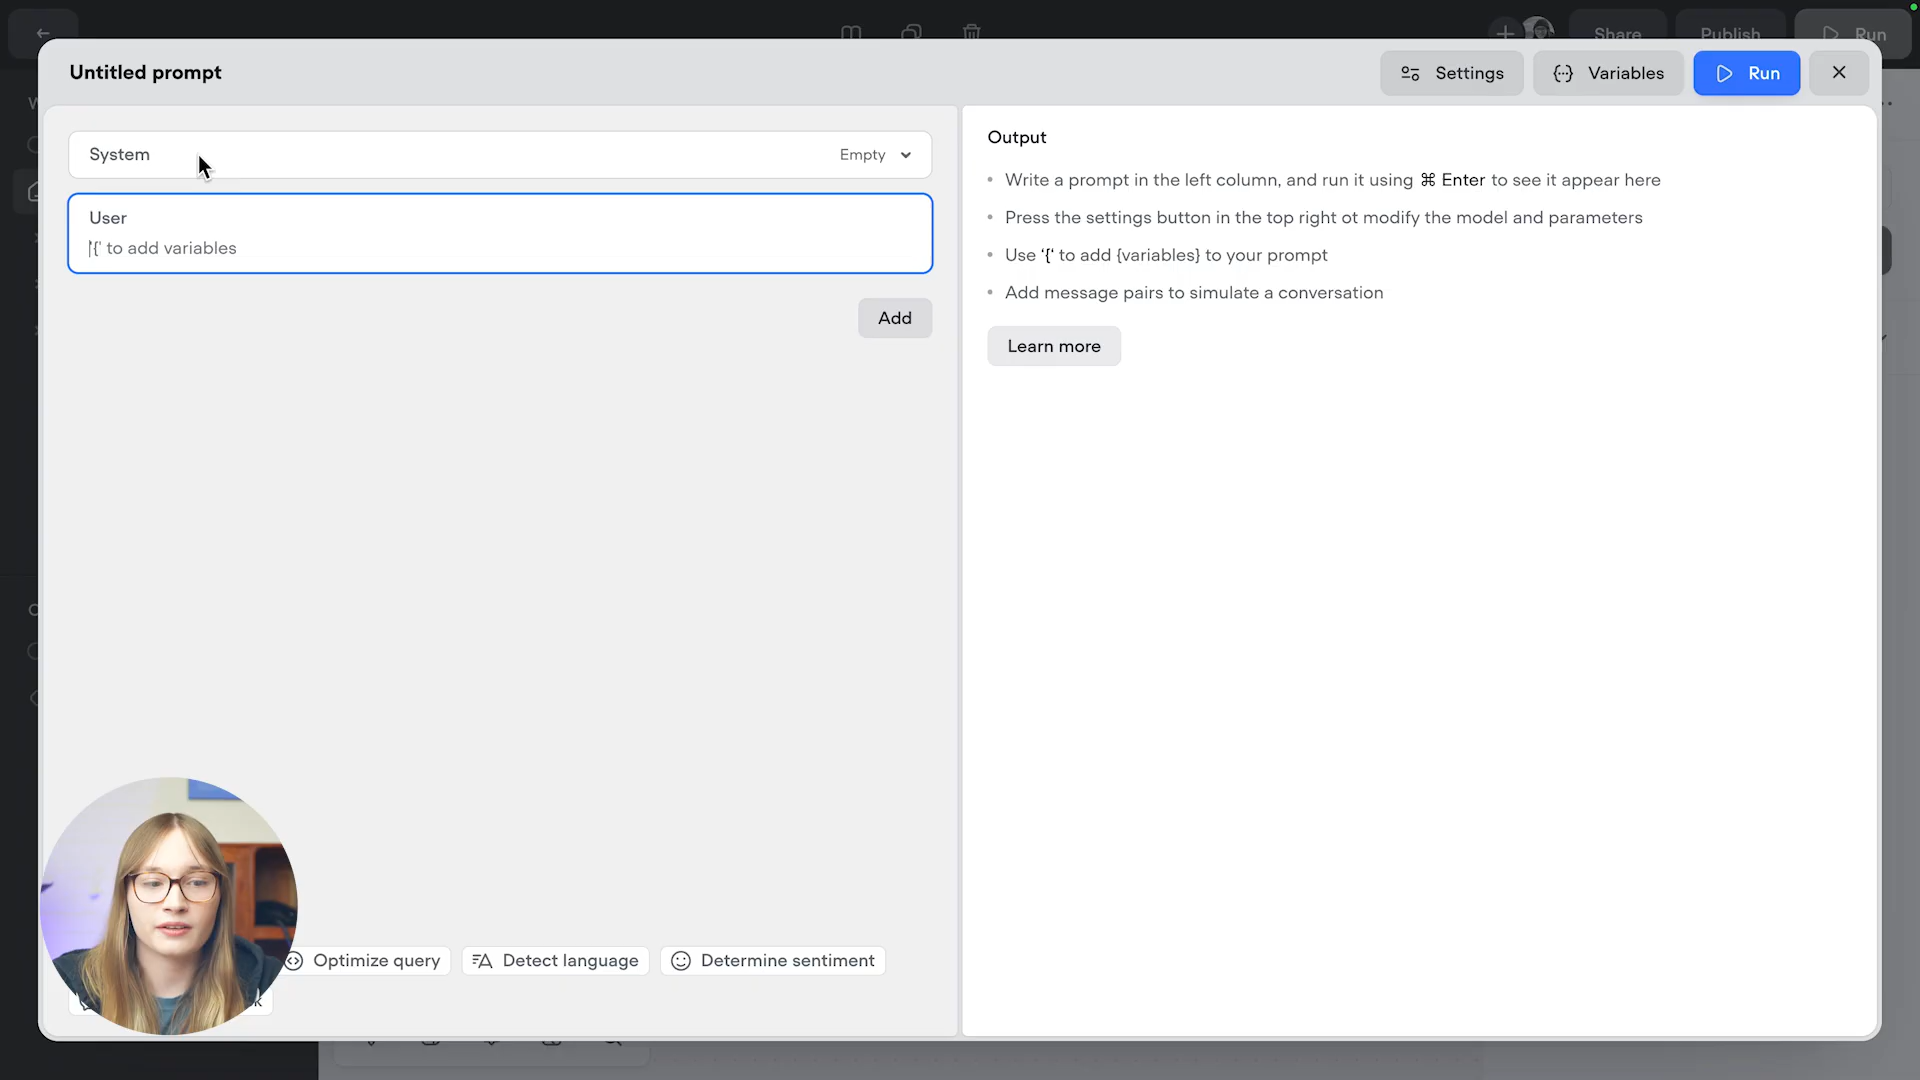 Share
Publish
Run
Untitled prompt
Settings
Variables
Run
System
Empty
User
'{' to add variables
Add
Output
• Write a prompt in the left column, and run it using ⌘ Enter to see it appear here
• Press the settings button in the top right ot modify the model and parameters
• Use '{' to add {variables} to your prompt
• Add message pairs to simulate a conversation
Learn more
Optimize query
Detect language
Determine sentiment